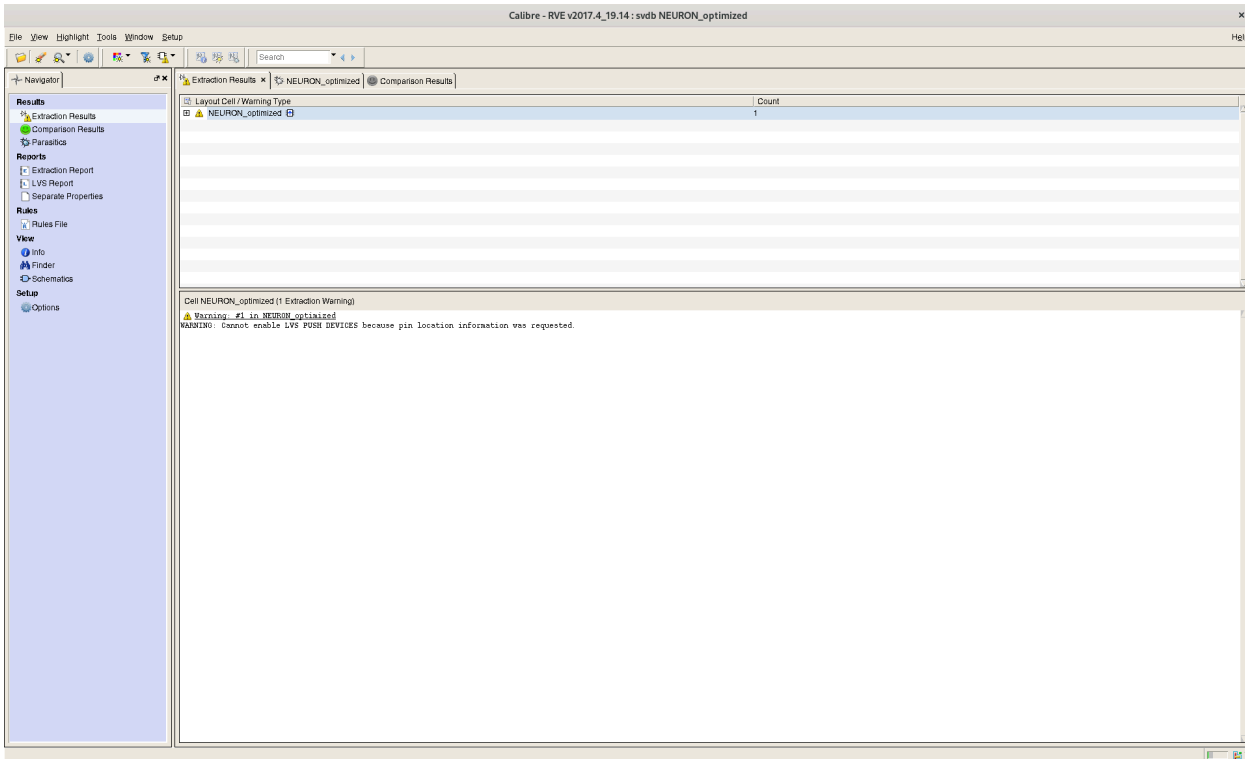 Calibre - RVE v2017.4_19.14 : svdb NEURON_optimized
File View Highlight Tools Window Setup
Search
Navigator
Results
Extraction Results
Comparison Results
Parasitics
Reports
Extraction Report
LVS Report
Separate Properties
Rules
Rules File
View
Info
Finder
Schematics
Setup
Options
Extraction Results NEURON_optimized Comparison Results
Layout Cell / Warning Type Count
NEURON_optimized 1
Cell NEURON_optimized (1 Extraction Warning)
Warning: #1 in NEURON_optimized
WARNING: Cannot enable LVS PUSH DEVICES because pin location information was requested.